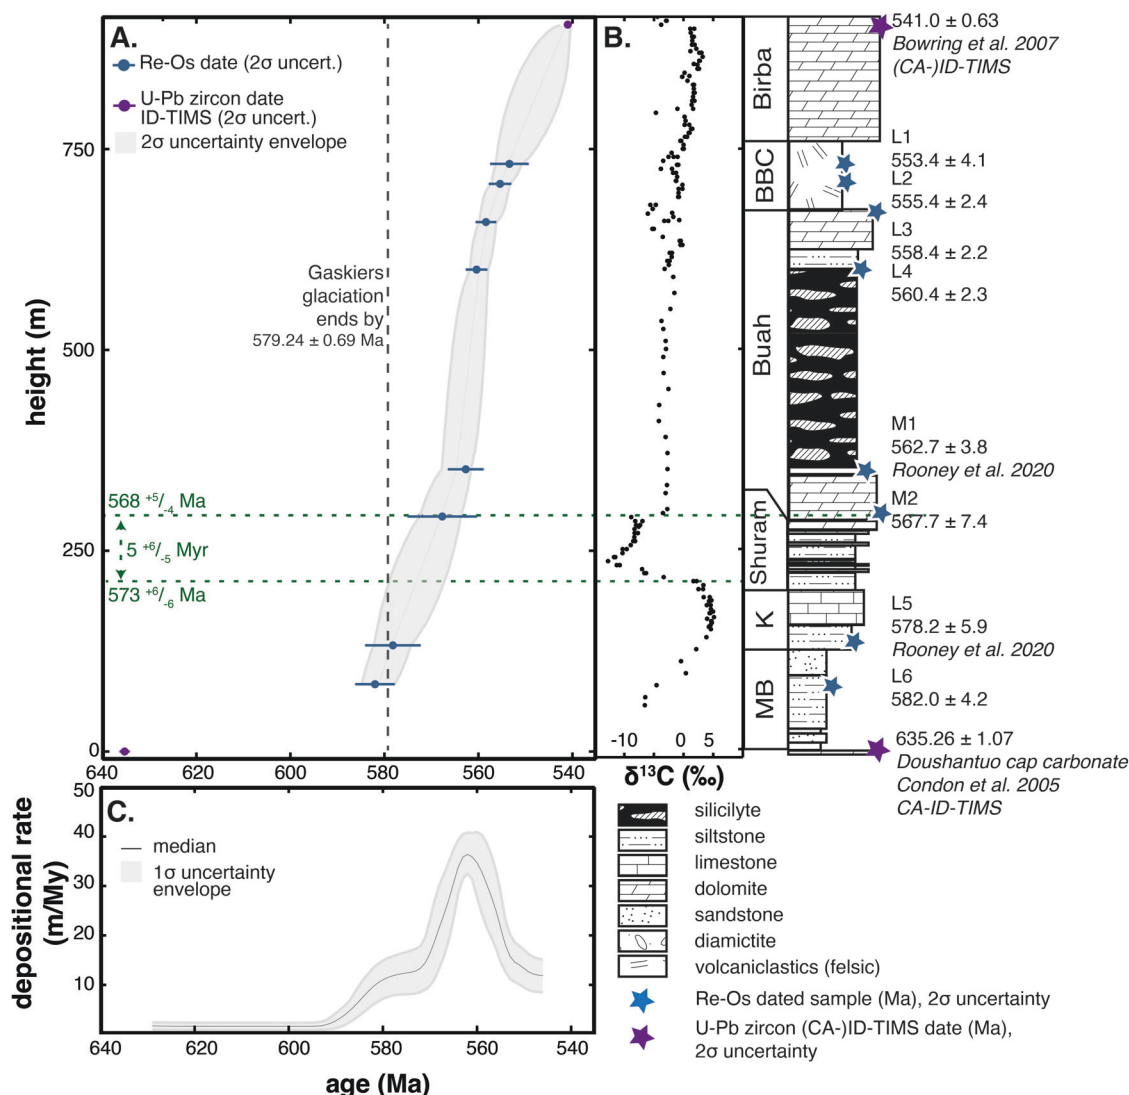 A.
Re-Os date (2σ uncert.)
U-Pb zircon date
ID-TIMS (2σ uncert.)
2σ uncertainty envelope
750
500
250
0
height (m)
Gaskiers
glaciation
ends by
579.24 ± 0.69 Ma
568 +5/-4 Ma
5 +6/-5 Myr
573 +6/-6 Ma
640
620
600
580
560
540
B.
-10
0
5
δ13C (‰)
Birba
BBC
Buah
Shuram
K
MB
541.0 ± 0.63
Bowring et al. 2007
(CA-)ID-TIMS
L1
553.4 ± 4.1
L2
555.4 ± 2.4
L3
558.4 ± 2.2
L4
560.4 ± 2.3
M1
562.7 ± 3.8
Rooney et al. 2020
M2
567.7 ± 7.4
L5
578.2 ± 5.9
Rooney et al. 2020
L6
582.0 ± 4.2
635.26 ± 1.07
Doushantuo cap carbonate
Condon et al. 2005
CA-ID-TIMS
C.
median
1σ uncertainty
envelope
50
40
30
20
10
depositional rate
(m/My)
640
620
600
580
560
540
age (Ma)
silicilyte
siltstone
limestone
dolomite
sandstone
diamictite
volcaniclastics (felsic)
Re-Os dated sample (Ma), 2σ uncertainty
U-Pb zircon (CA-)ID-TIMS date (Ma),
2σ uncertainty